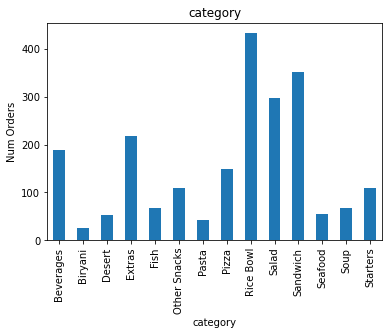 category
Num Orders
400
300
200
100
0
Beverages
Biryani
Desert
Extras
Fish
Other Snacks
Pasta
Pizza
Rice Bowl
Salad
Sandwich
Seafood
Soup
Starters
category